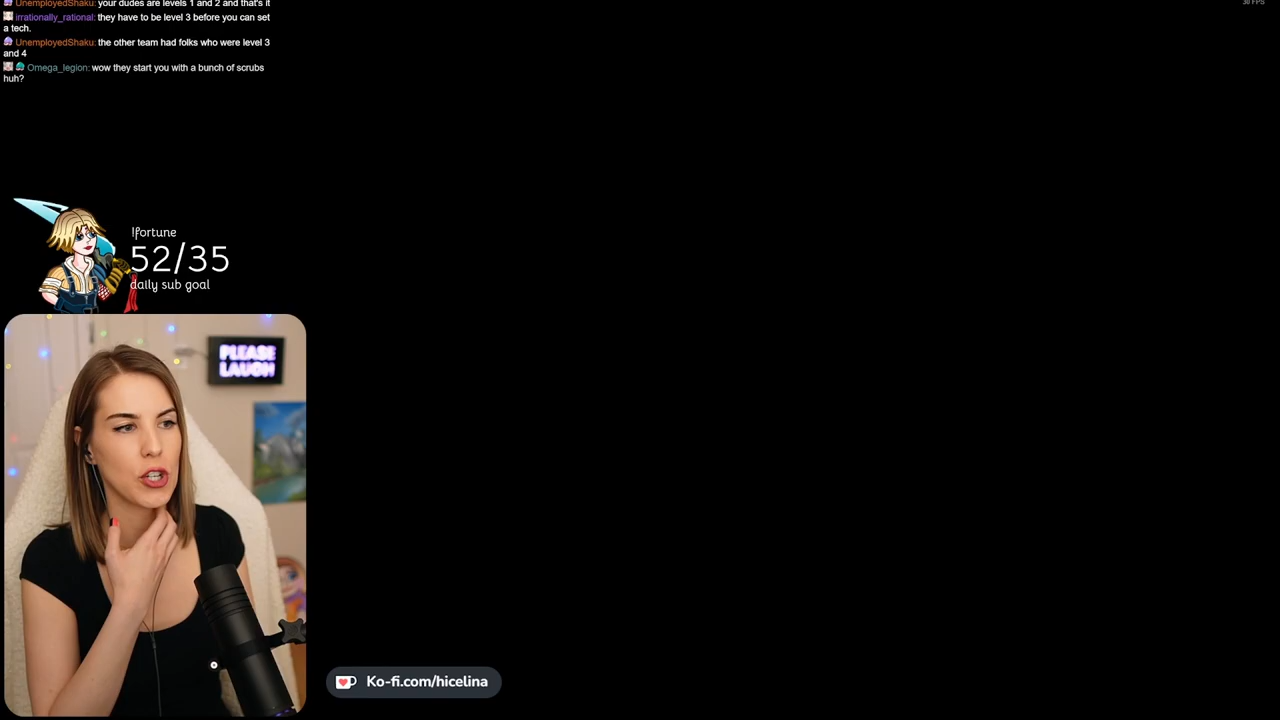 30 FPS
UnemployedShaku: your dudes are levels 1 and 2 and that's it
irrationally_rational: they have to be level 3 before you can set
a tech.
UnemployedShaku: the other team had folks who were level 3
and 4
Omega_legion: wow they start you with a bunch of scrubs
huh?
!fortune
52/35
daily sub goal
PLEASE
LAUGH
Ko-fi.com/hicelina